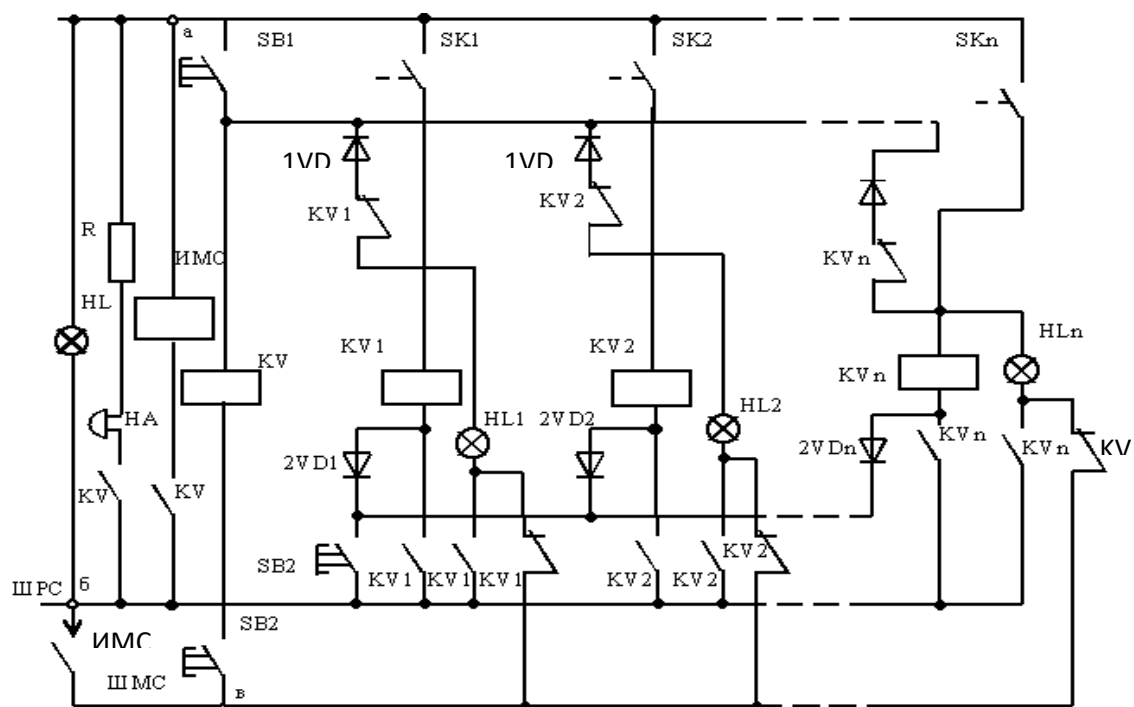 а
SB1
SK1
SK2
SKn
1VD
1VD
KV1
KV2
R
ИМС
KVn
HL
KV
KV1
KV2
HLn
KVn
HA
HL1
2VD2
HL2
2VD1
2VDn
KVn
KVn
KV
KV
KV
SB2
KV1
KV1
KV1
KV2
KV2
KV2
ШРС
б
SB2
ИМС
ШМС
в